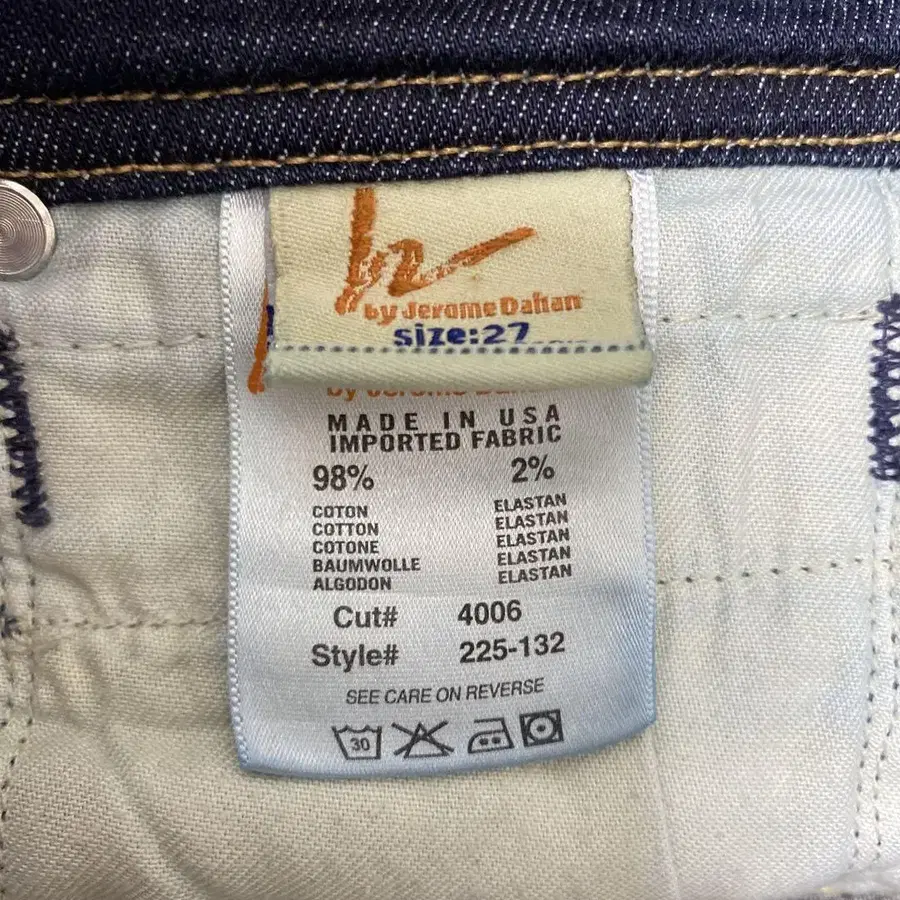 by Jerome Dahan
size:27
MADE IN USA
IMPORTED FABRIC
98% 2%
COTON ELASTAN
COTTON ELASTAN
COTONE ELASTAN
BAUMWOLLE ELASTAN
ALGODON ELASTAN
Cut# 4006
Style# 225-132
SEE CARE ON REVERSE
30